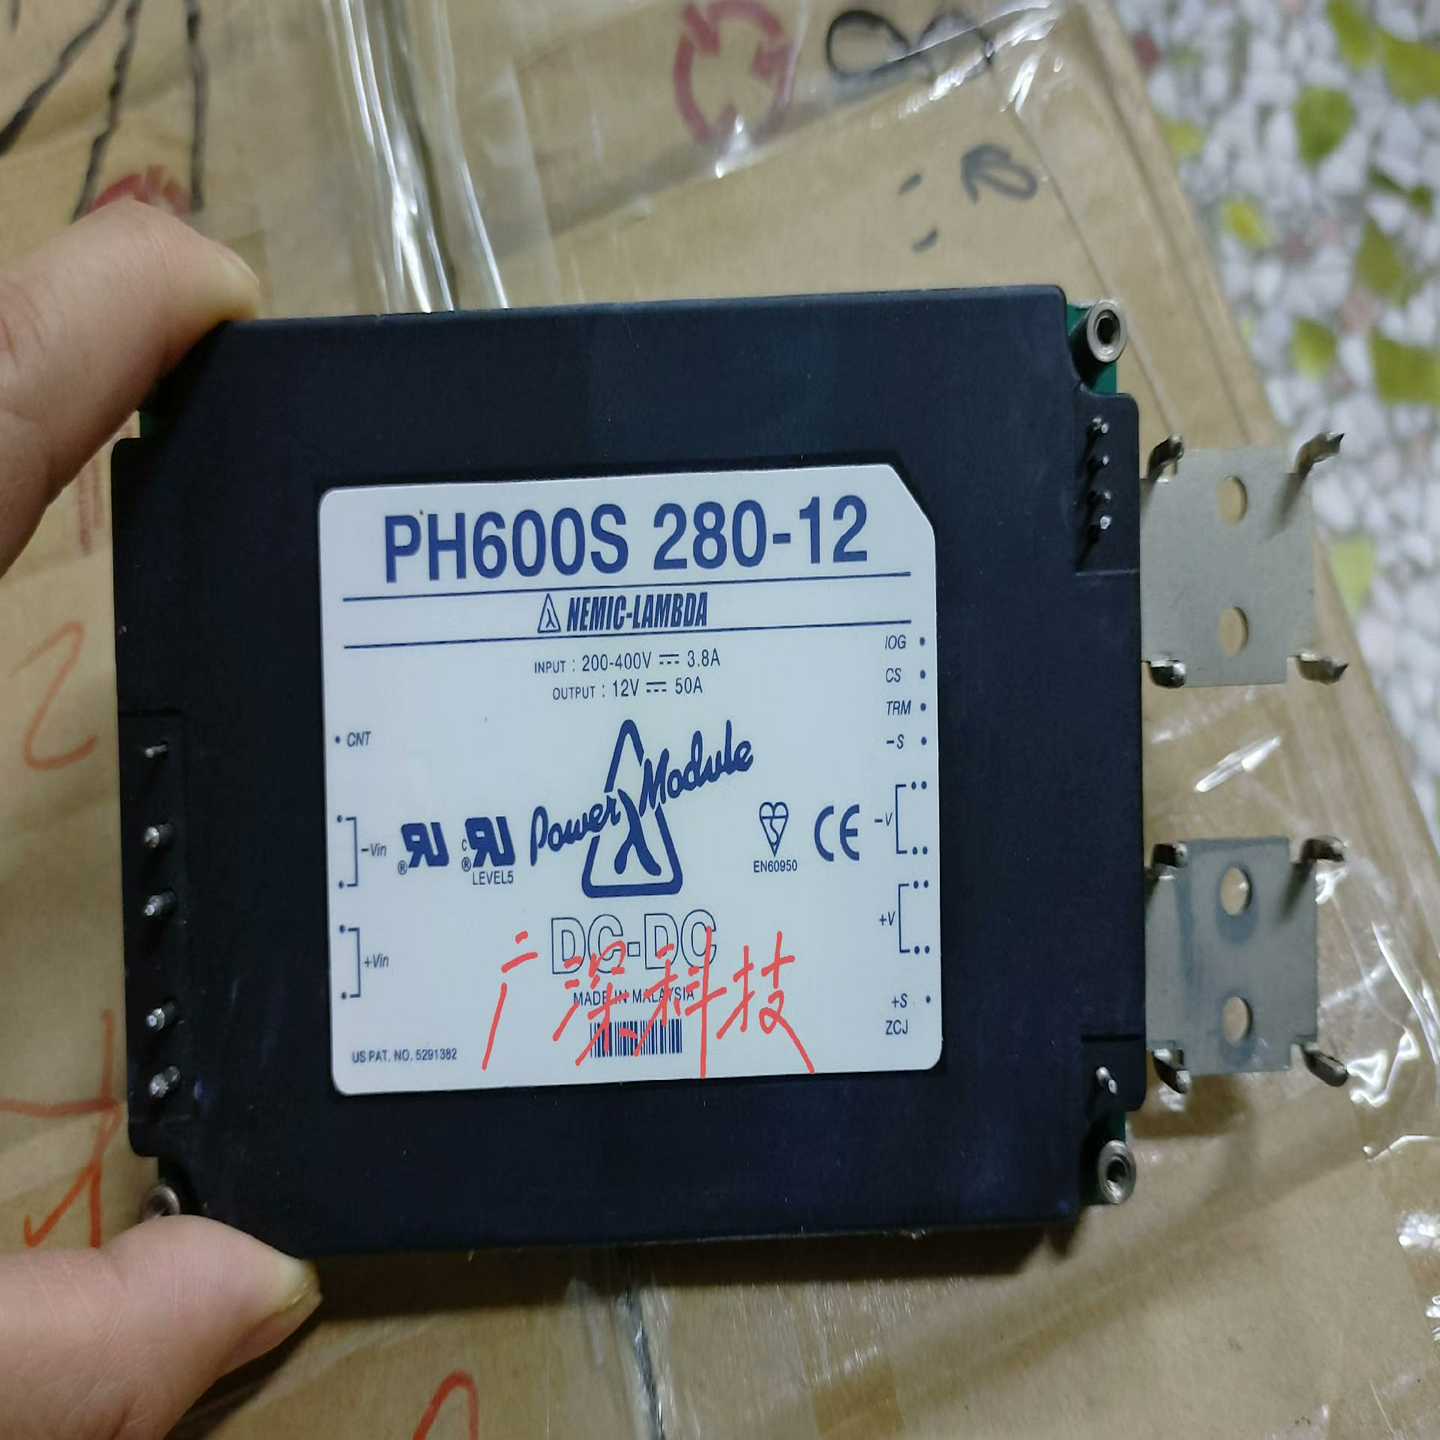 PH600S 280-12
NEMIC-LAMBDA
INPUT : 200-400V ⎓ 3.8A
OUTPUT : 12V ⎓ 50A
IOG
CS
TRM
-S
-V
+V
+S
ZCJ
CNT
-Vin
+Vin
LEVEL5
Power Module
EN60950
CE
DC-DC
MADE IN MALAYSIA
US PAT. NO. 5291382
广深科技